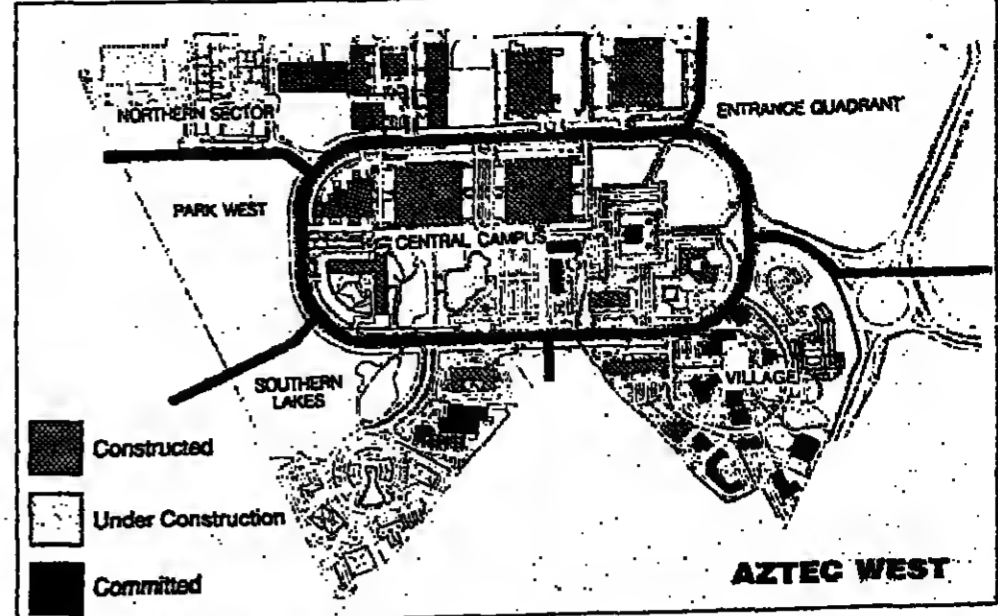 NORTHERN SECTOR
ENTRANCE QUADRANT
PARK WEST
CENTRAL CAMPUS
SOUTHERN
LAKES
VILLAGE
Constructed
Under Construction
Committed
AZTEC WEST